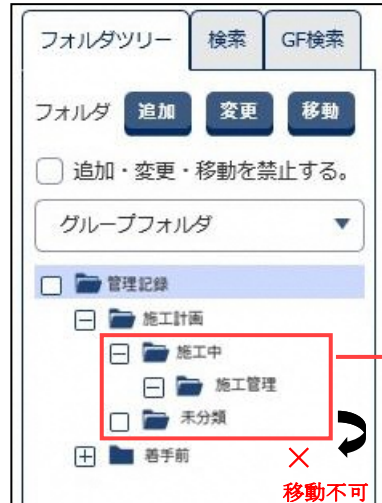 フォルダツリー 検索 GF検索
フォルダ 追加 変更 移動
追加・変更・移動を禁止する。
グループフォルダ
管理記録
施工計画
施工中
施工管理
未分類
着手前
移動不可